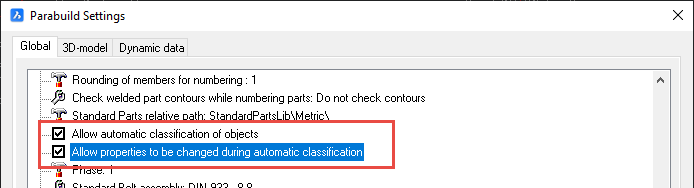 Parabuild Settings
Global 3D-model Dynamic data
Rounding of members for numbering : 1
Check welded part contours while numbering parts: Do not check contours
Standard Parts relative path: StandardPartsLib\Metric\
Allow automatic classification of objects
Allow properties to be changed during automatic classification
Phase: 1
Standard Bolt assembly: DIN 933 - 8.8